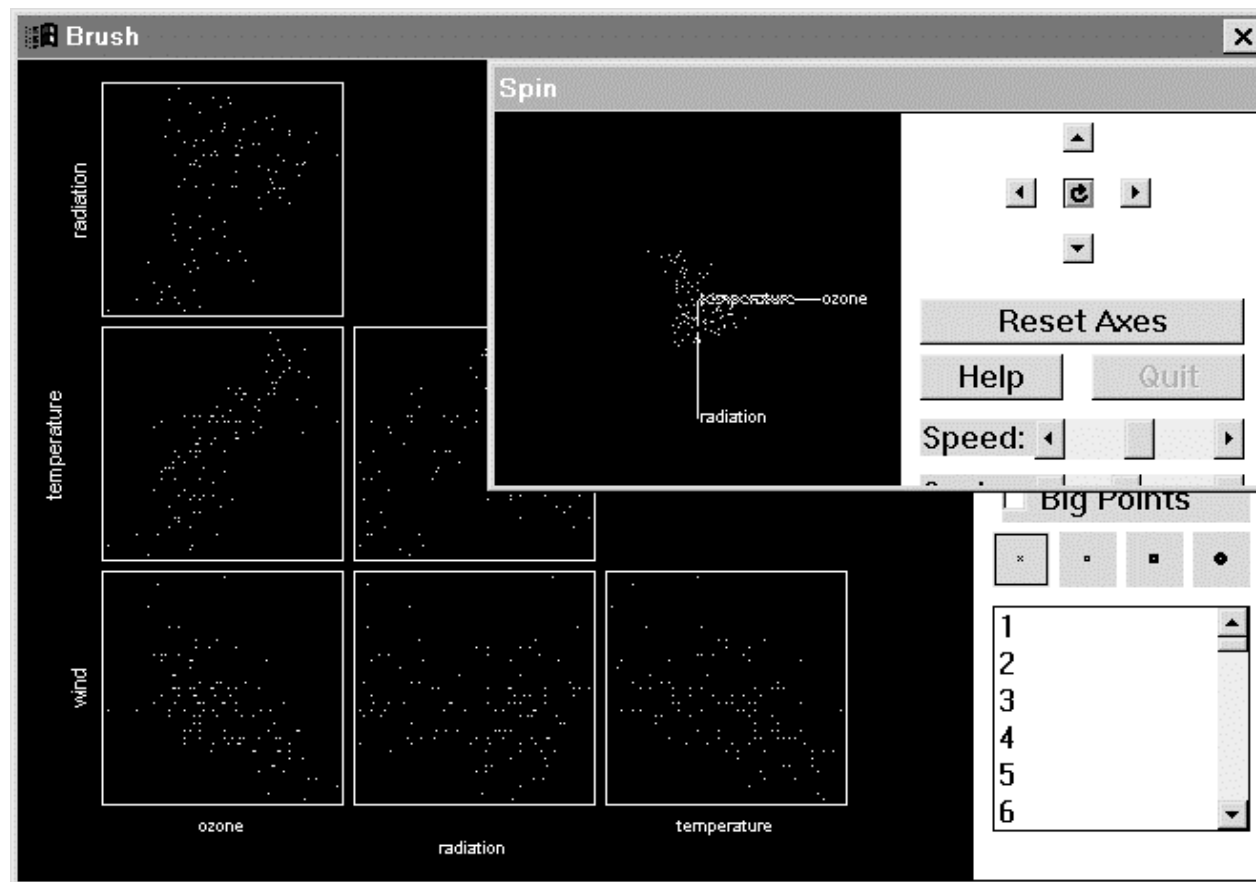 Brush
Spin
radiation
temperature
ozone
radiation
Reset Axes
Help
Quit
Speed:
temperature
Big Points
1
2
3
4
5
6
wind
ozone
temperature
radiation